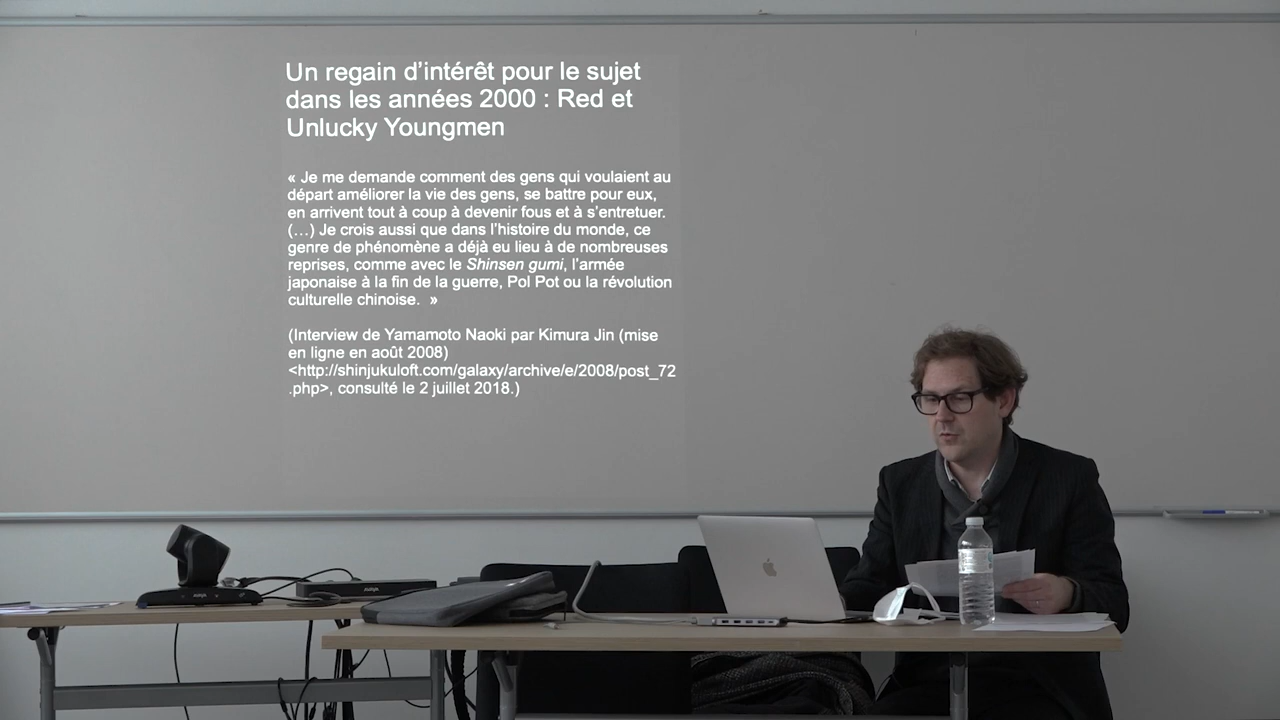 Un regain d’intérêt pour le sujet
dans les années 2000 : Red et
Unlucky Youngmen
« Je me demande comment des gens qui voulaient au
départ améliorer la vie des gens, se battre pour eux,
en arrivent tout à coup à devenir fous et à s’entretuer.
(…) Je crois aussi que dans l’histoire du monde, ce
genre de phénomène a déjà eu lieu à de nombreuses
reprises, comme avec le Shinsen gumi, l’armée
japonaise à la fin de la guerre, Pol Pot ou la révolution
culturelle chinoise.  »
(Interview de Yamamoto Naoki par Kimura Jin (mise
en ligne en août 2008)
<http://shinjukuloft.com/galaxy/archive/e/2008/post_72
.php>, consulté le 2 juillet 2018.)